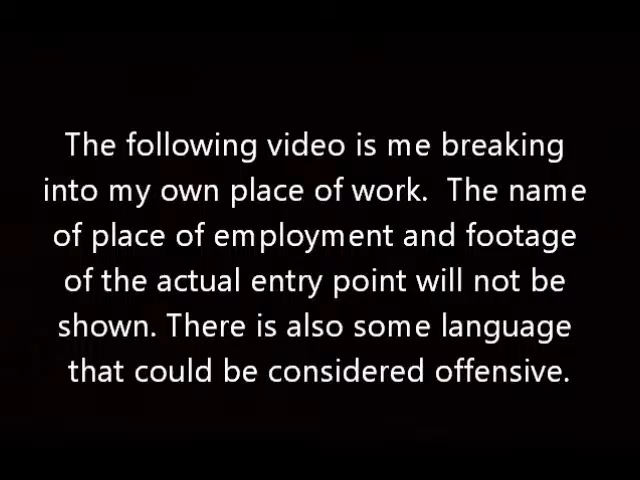 The following video is me breaking
into my own place of work. The name
of place of employment and footage
of the actual entry point will not be
shown. There is also some language
that could be considered offensive.